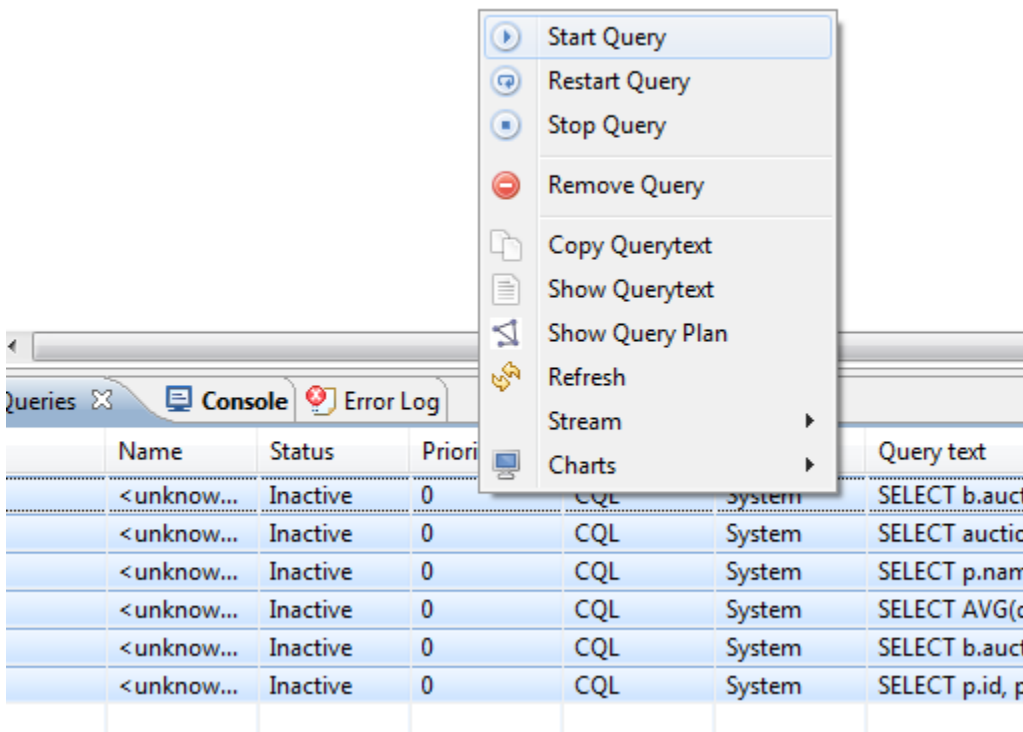 Start Query
Restart Query
Stop Query
Remove Query
Copy Querytext
Show Querytext
Show Query Plan
Refresh
Stream
Charts
Queries Console Error Log
Name Status Priori Query text
<unknow... Inactive 0 CQL System SELECT b.auct
<unknow... Inactive 0 CQL System SELECT auctio
<unknow... Inactive 0 CQL System SELECT p.nam
<unknow... Inactive 0 CQL System SELECT AVG(c
<unknow... Inactive 0 CQL System SELECT b.auct
<unknow... Inactive 0 CQL System SELECT p.id, p